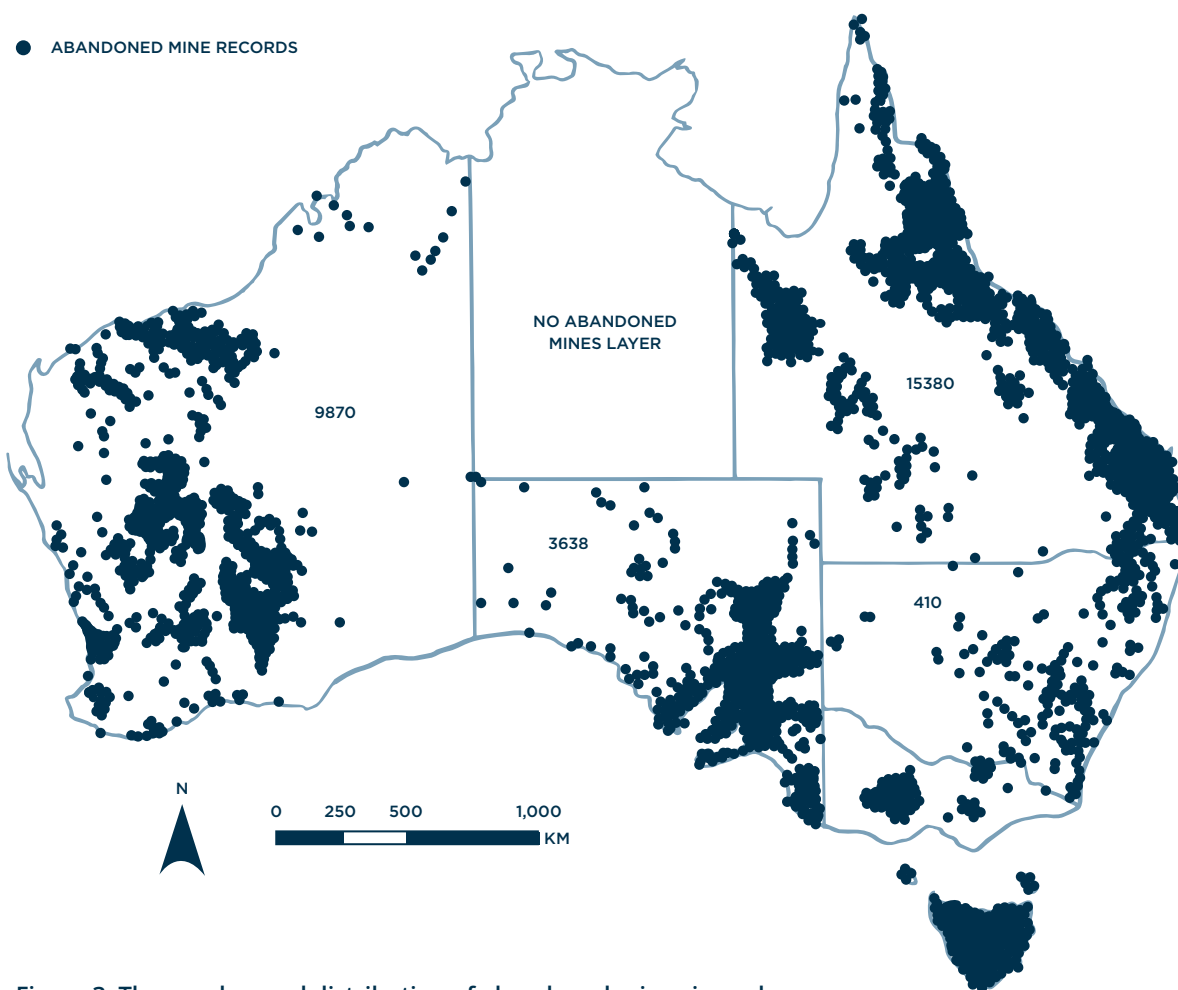 ABANDONED MINE RECORDS
NO ABANDONED
MINES LAYER
15380
9870
3638
410
N
0 250 500 1,000
KM